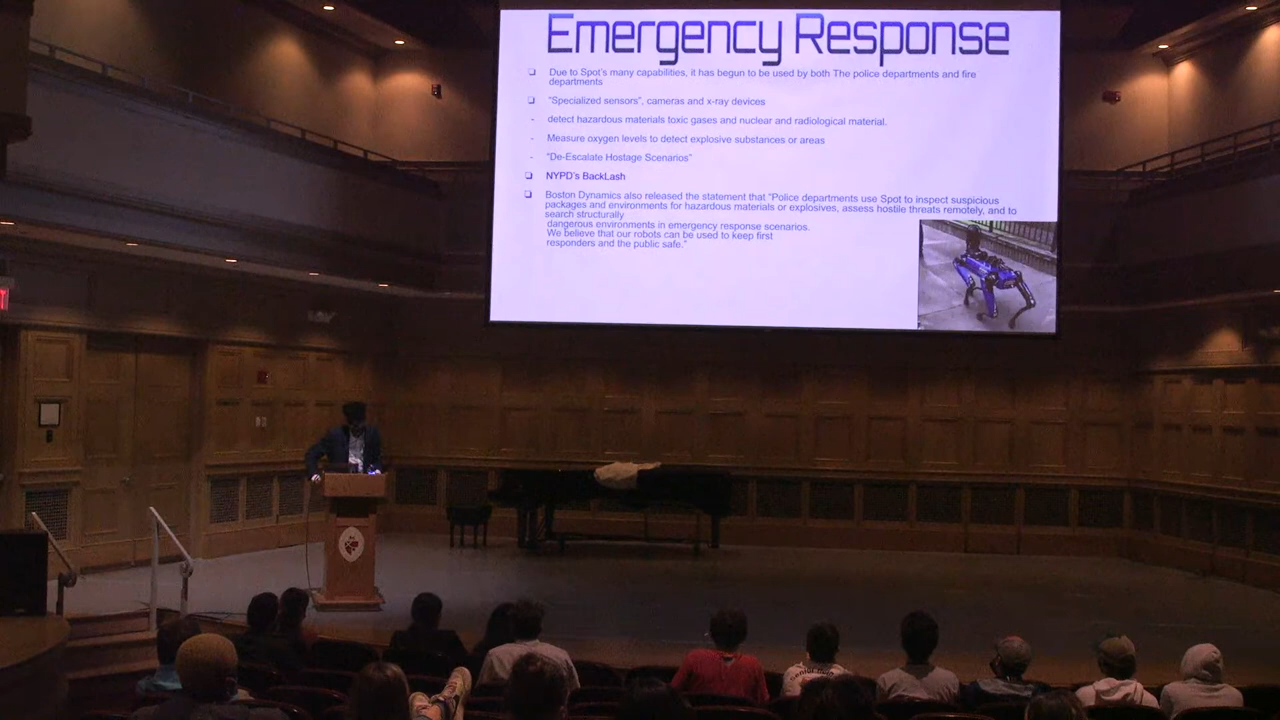 Emergency Response
Due to Spot's many capabilities, it has begun to be used by both The police departments and fire
departments
"Specialized sensors", cameras and x-ray devices
- detect hazardous materials toxic gases and nuclear and radiological material.
- Measure oxygen levels to detect explosive substances or areas
- "De-Escalate Hostage Scenarios"
NYPD's BackLash
Boston Dynamics also released the statement that "Police departments use Spot to inspect suspicious
packages and environments for hazardous materials or explosives, assess hostile threats remotely, and to
search structurally
dangerous environments in emergency response scenarios.
We believe that our robots can be used to keep first
responders and the public safe."